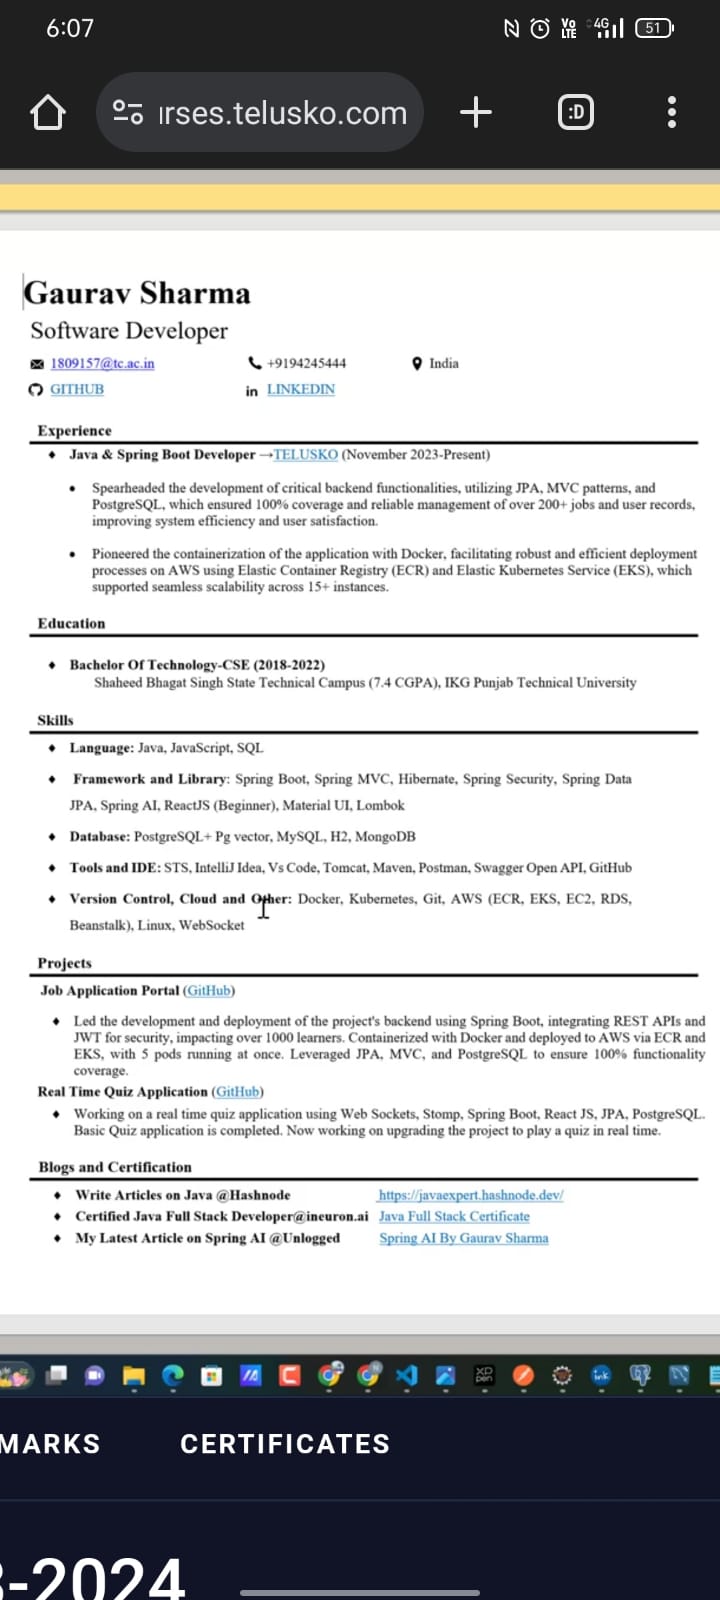 6:07
Vo LTE 4G 51
rses.telusko.com
:D
Gaurav Sharma
Software Developer
1809157@tc.ac.in +9194245444 India
GITHUB in LINKEDIN
Experience
Java & Spring Boot Developer →TELUSKO (November 2023-Present)
Spearheaded the development of critical backend functionalities, utilizing JPA, MVC patterns, and
PostgreSQL, which ensured 100% coverage and reliable management of over 200+ jobs and user records,
improving system efficiency and user satisfaction.
Pioneered the containerization of the application with Docker, facilitating robust and efficient deployment
processes on AWS using Elastic Container Registry (ECR) and Elastic Kubernetes Service (EKS), which
supported seamless scalability across 15+ instances.
Education
Bachelor Of Technology-CSE (2018-2022)
Shaheed Bhagat Singh State Technical Campus (7.4 CGPA), IKG Punjab Technical University
Skills
Language: Java, JavaScript, SQL
Framework and Library: Spring Boot, Spring MVC, Hibernate, Spring Security, Spring Data
JPA, Spring AI, ReactJS (Beginner), Material UI, Lombok
Database: PostgreSQL+ Pg vector, MySQL, H2, MongoDB
Tools and IDE: STS, IntelliJ Idea, Vs Code, Tomcat, Maven, Postman, Swagger Open API, GitHub
Version Control, Cloud and Other: Docker, Kubernetes, Git, AWS (ECR, EKS, EC2, RDS,
Beanstalk), Linux, WebSocket
Projects
Job Application Portal (GitHub)
Led the development and deployment of the project's backend using Spring Boot, integrating REST APIs and
JWT for security, impacting over 1000 learners. Containerized with Docker and deployed to AWS via ECR and
EKS, with 5 pods running at once. Leveraged JPA, MVC, and PostgreSQL to ensure 100% functionality
coverage.
Real Time Quiz Application (GitHub)
Working on a real time quiz application using Web Sockets, Stomp, Spring Boot, React JS, JPA, PostgreSQL.
Basic Quiz application is completed. Now working on upgrading the project to play a quiz in real time.
Blogs and Certification
Write Articles on Java @Hashnode https://javaexpert.hashnode.dev/
Certified Java Full Stack Developer@ineuron.ai Java Full Stack Certificate
My Latest Article on Spring AI @Unlogged Spring AI By Gaurav Sharma
XP pen ink
MARKS CERTIFICATES
-2024